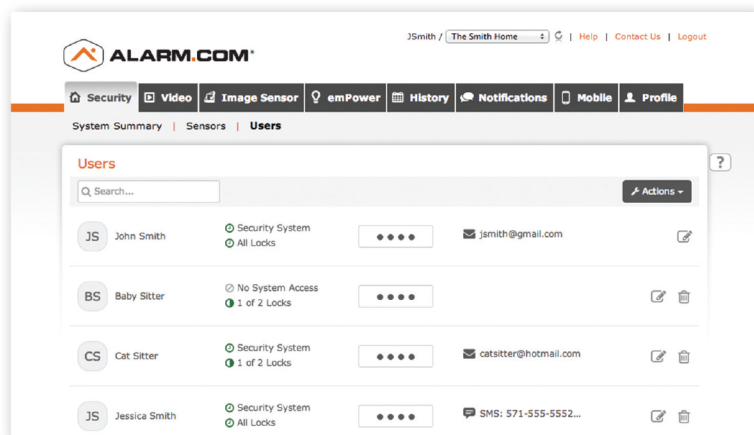 JSmith / The Smith Home | Help | Contact Us | Logout
ALARM.COM®
Security Video Image Sensor emPower History Notifications Mobile Profile
System Summary | Sensors | Users
Users
?
Search...
Actions
JS John Smith Security System ●●●● jsmith@gmail.com
All Locks
BS Baby Sitter No System Access ●●●●
1 of 2 Locks
CS Cat Sitter Security System ●●●● catsitter@hotmail.com
1 of 2 Locks
JS Jessica Smith Security System ●●●● SMS: 571-555-5552...
All Locks